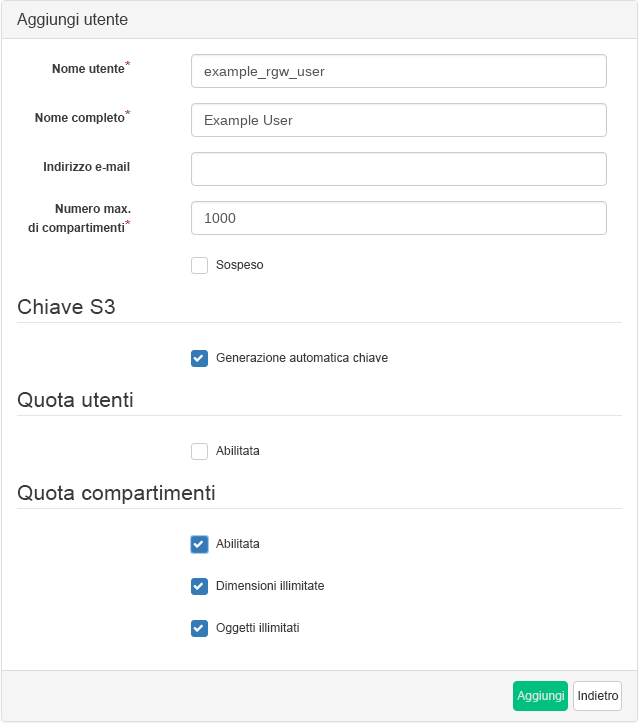 Aggiungi utente
Nome utente*
example_rgw_user
Nome completo*
Example User
Indirizzo e-mail
Numero max.
di compartimenti*
1000
Sospeso
Chiave S3
Generazione automatica chiave
Quota utenti
Abilitata
Quota compartimenti
Abilitata
Dimensioni illimitate
Oggetti illimitati
Aggiungi Indietro